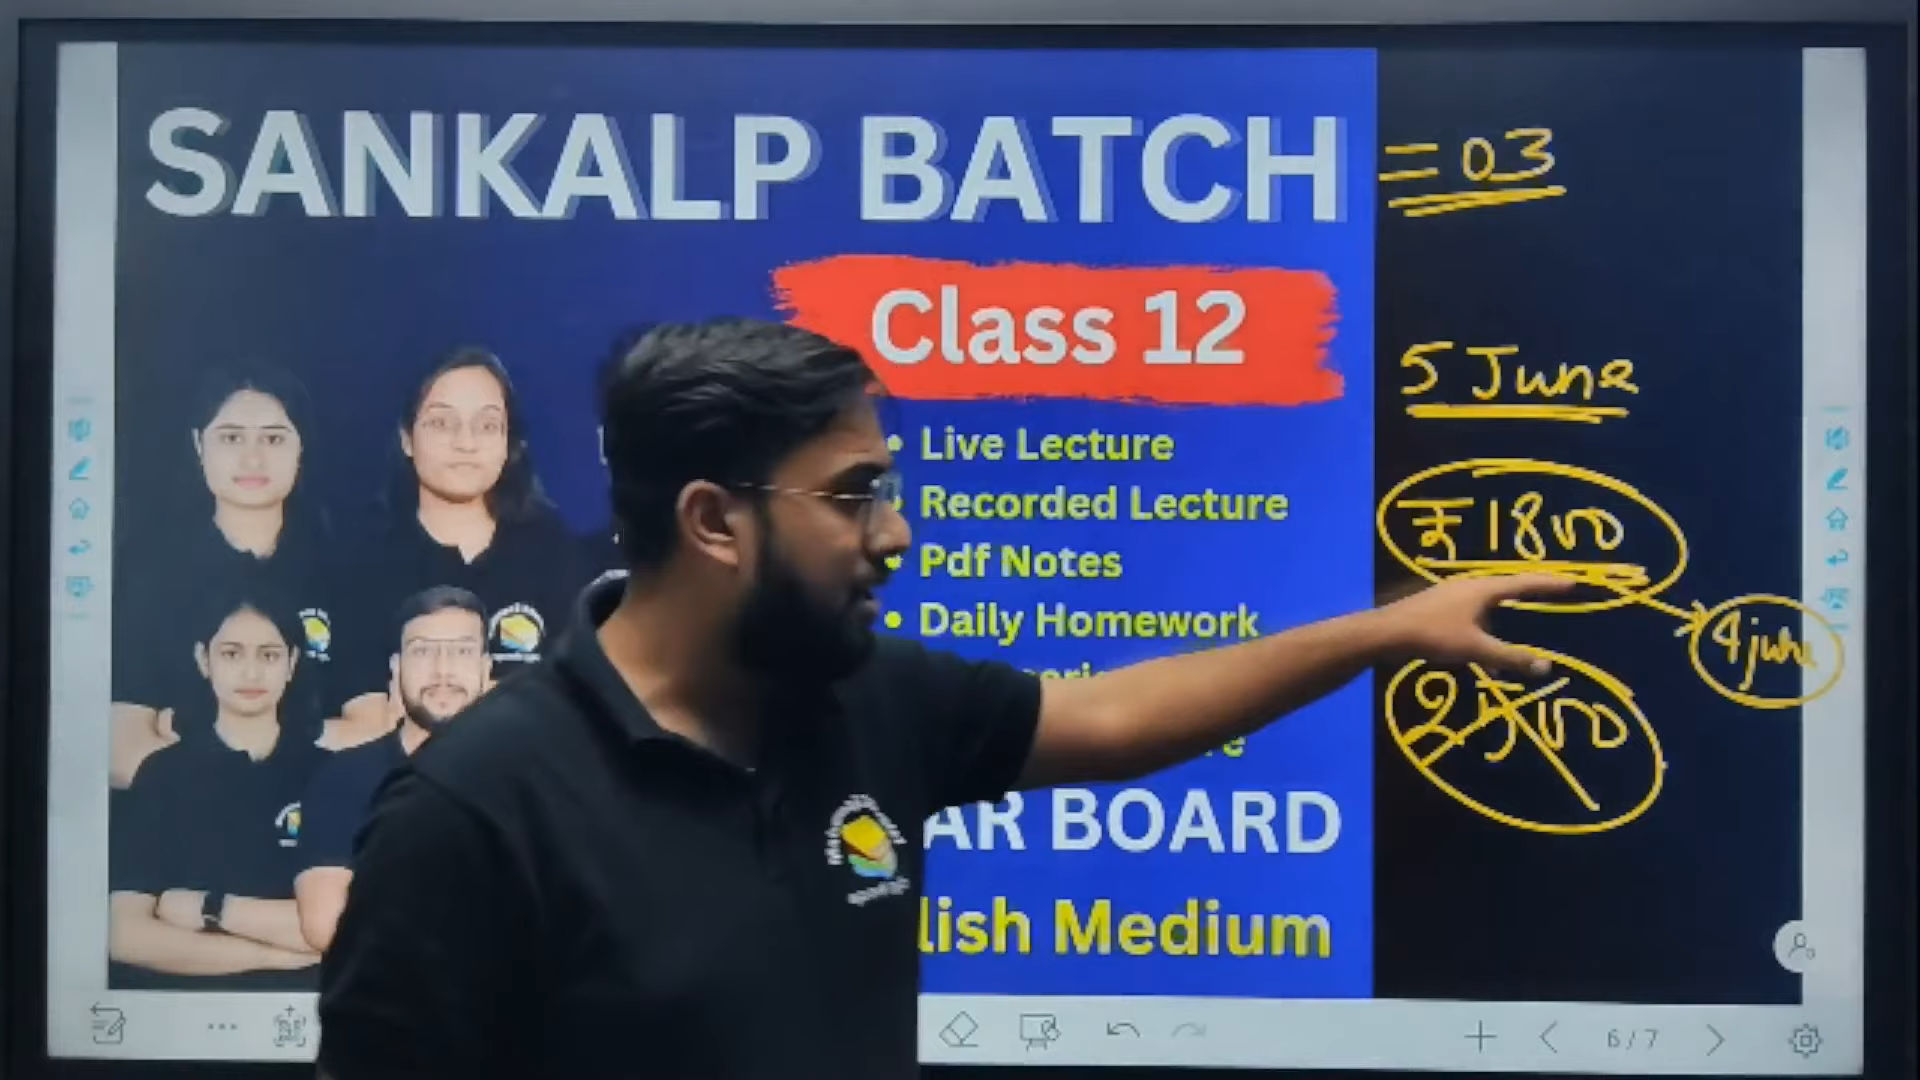 SANKALP BATCH
= 03
Class 12
5 June
• Live Lecture
• Recorded Lecture
₹1800
• Pdf Notes
• Daily Homework
4 june
2500
AR BOARD
lish Medium
6/7